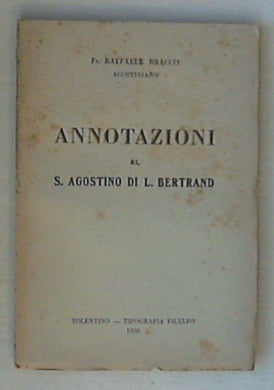 Fr. RAFFAELE BRACCO
AGOSTINIANO
ANNOTAZIONI
AL
S. AGOSTINO DI L. BERTRAND
TOLENTINO — TIPOGRAFIA FILELFO